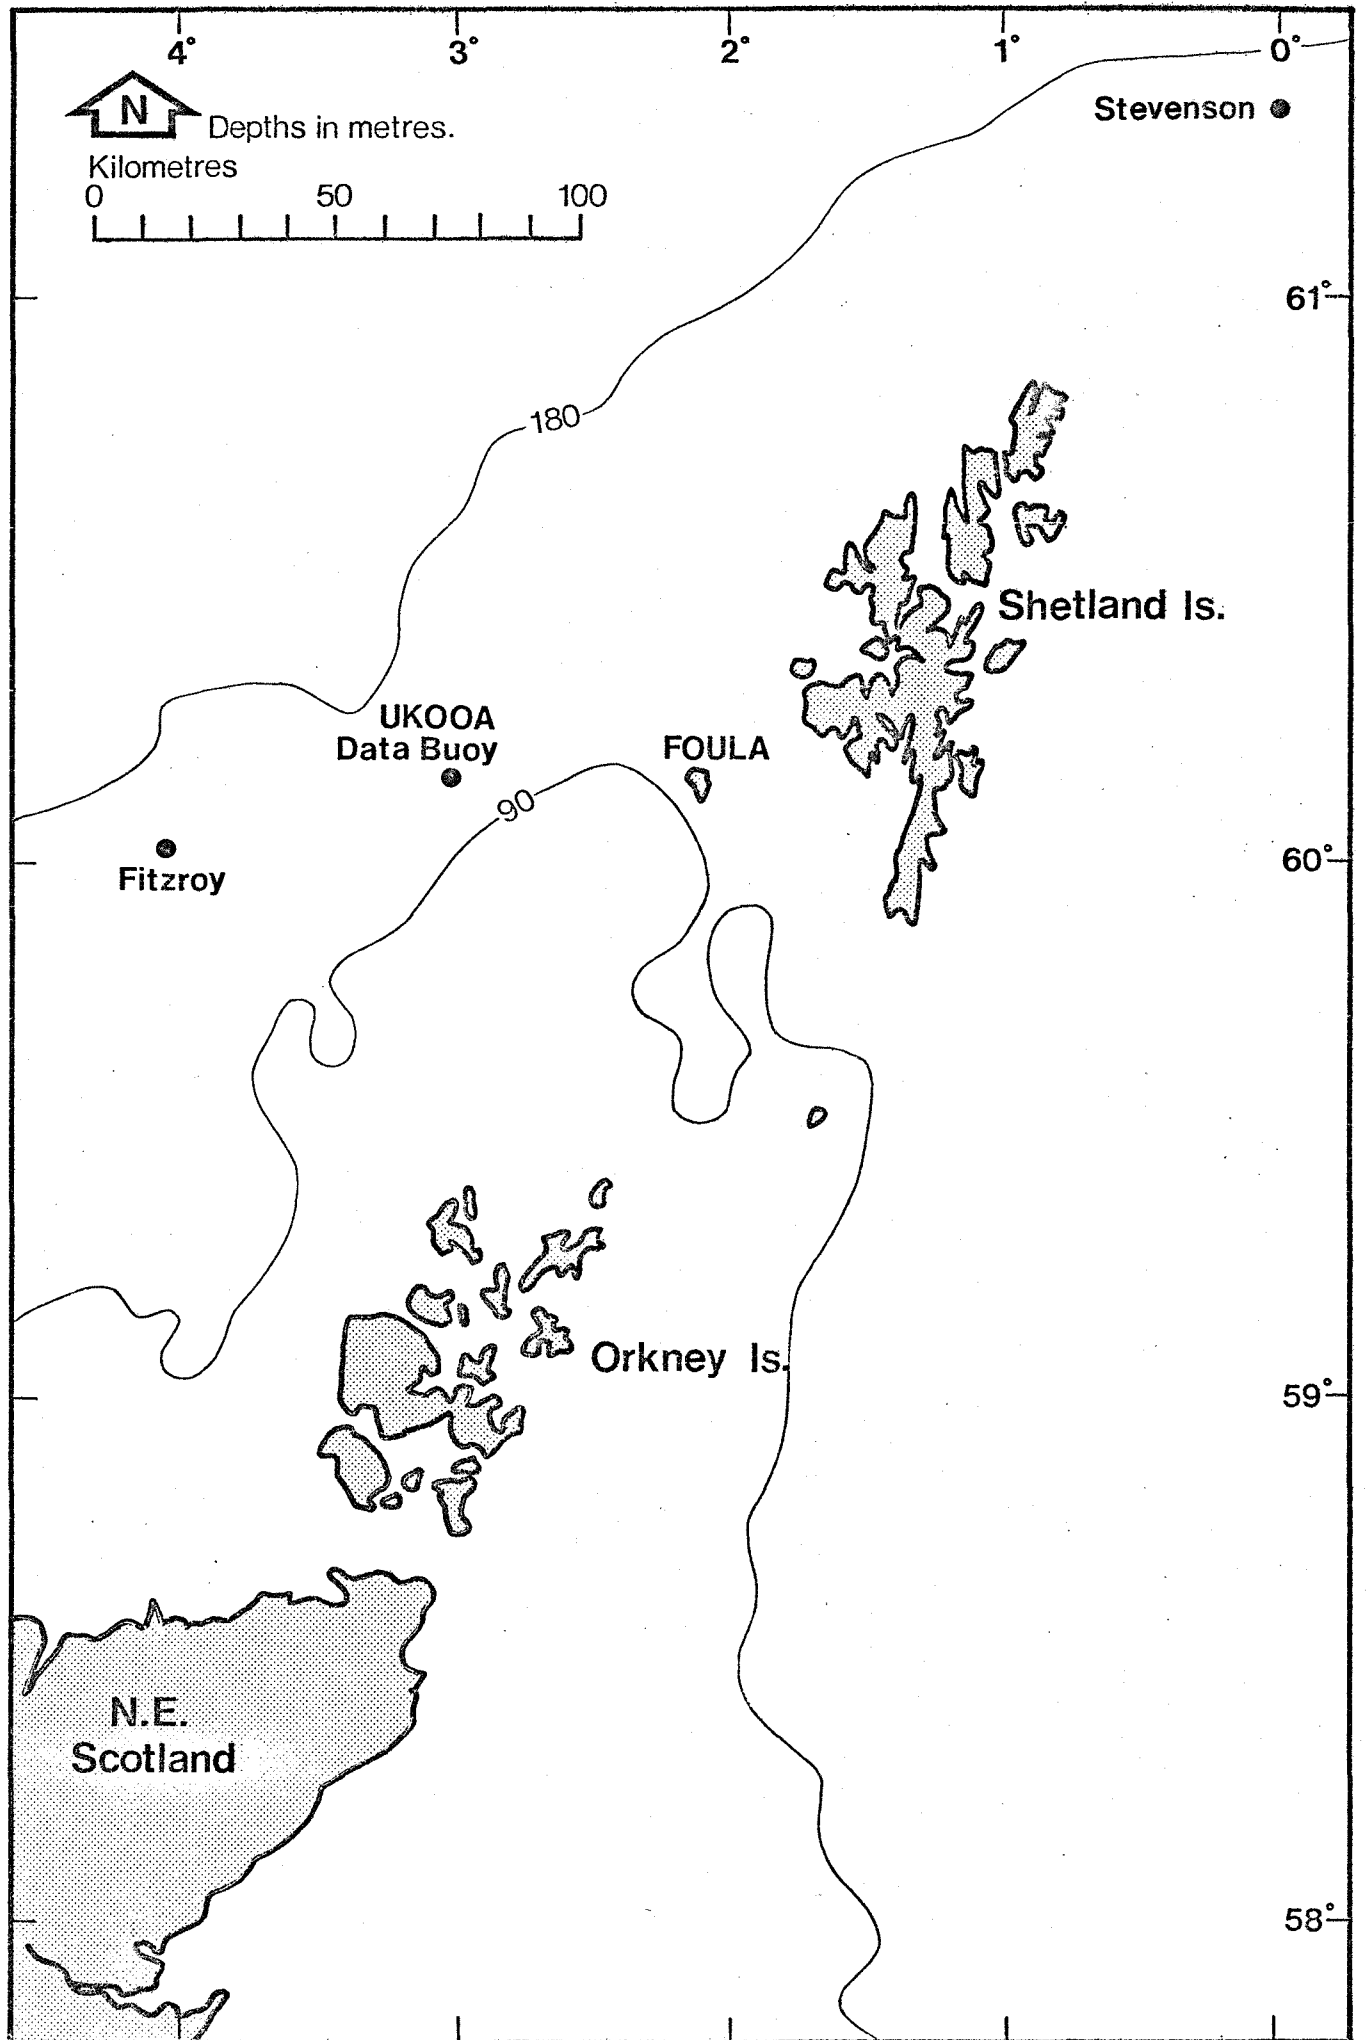 4° 3° 2° 1° 0°
Stevenson
N
Depths in metres.
Kilometres
0 50 100
61°
180
Shetland Is.
UKOOA
Data Buoy
FOULA
90
60°
Fitzroy
Orkney Is.
59°
N.E.
Scotland
58°